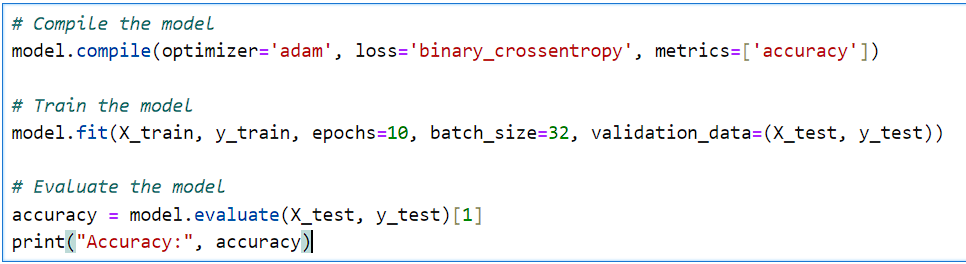 # Compile the model
model.compile(optimizer='adam', loss='binary_crossentropy', metrics=['accuracy'])
# Train the model
model.fit(X_train, y_train, epochs=10, batch_size=32, validation_data=(X_test, y_test))
# Evaluate the model
accuracy = model.evaluate(X_test, y_test)[1]
print("Accuracy:", accuracy)